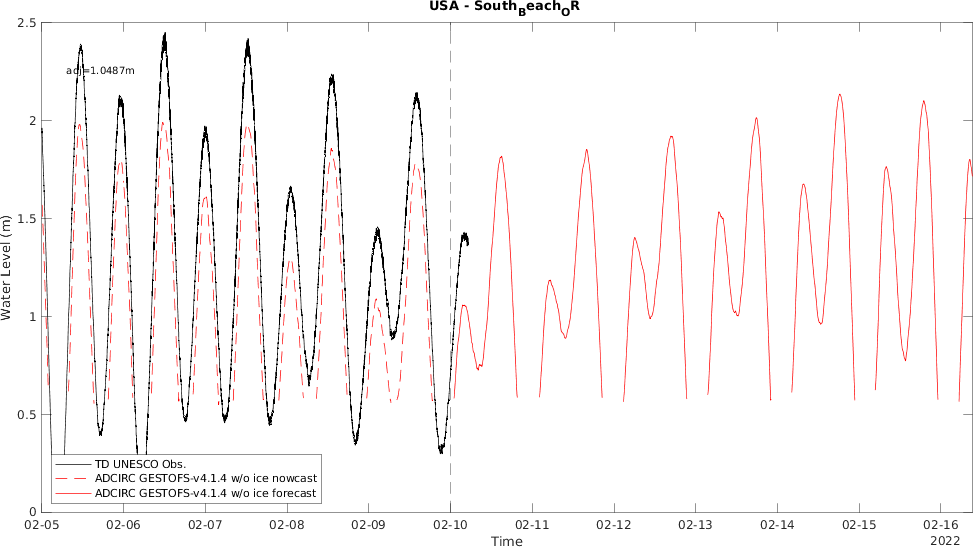 USA - SouthBeachOR
adj=1.0487m
Water Level (m)
2.5
2
1.5
1
0.5
0
TD UNESCO Obs.
ADCIRC GESTOFS-v4.1.4 w/o ice nowcast
ADCIRC GESTOFS-v4.1.4 w/o ice forecast
02-05 02-06 02-07 02-08 02-09 02-10 02-11 02-12 02-13 02-14 02-15 02-16
Time
2022